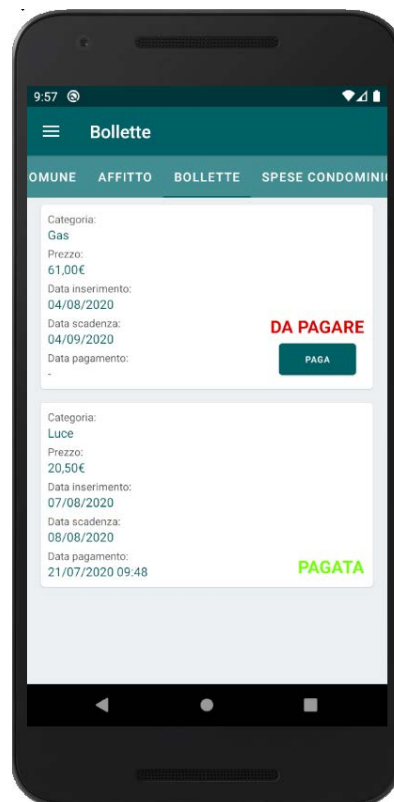 9:57
Bollette
OMUNE AFFITTO BOLLETTE SPESE CONDOMINI
Categoria:
Gas
Prezzo:
61,00€
Data inserimento:
04/08/2020
Data scadenza:
04/09/2020
DA PAGARE
Data pagamento:
-
PAGA
Categoria:
Luce
Prezzo:
20,50€
Data inserimento:
07/08/2020
Data scadenza:
08/08/2020
Data pagamento:
21/07/2020 09:48
PAGATA